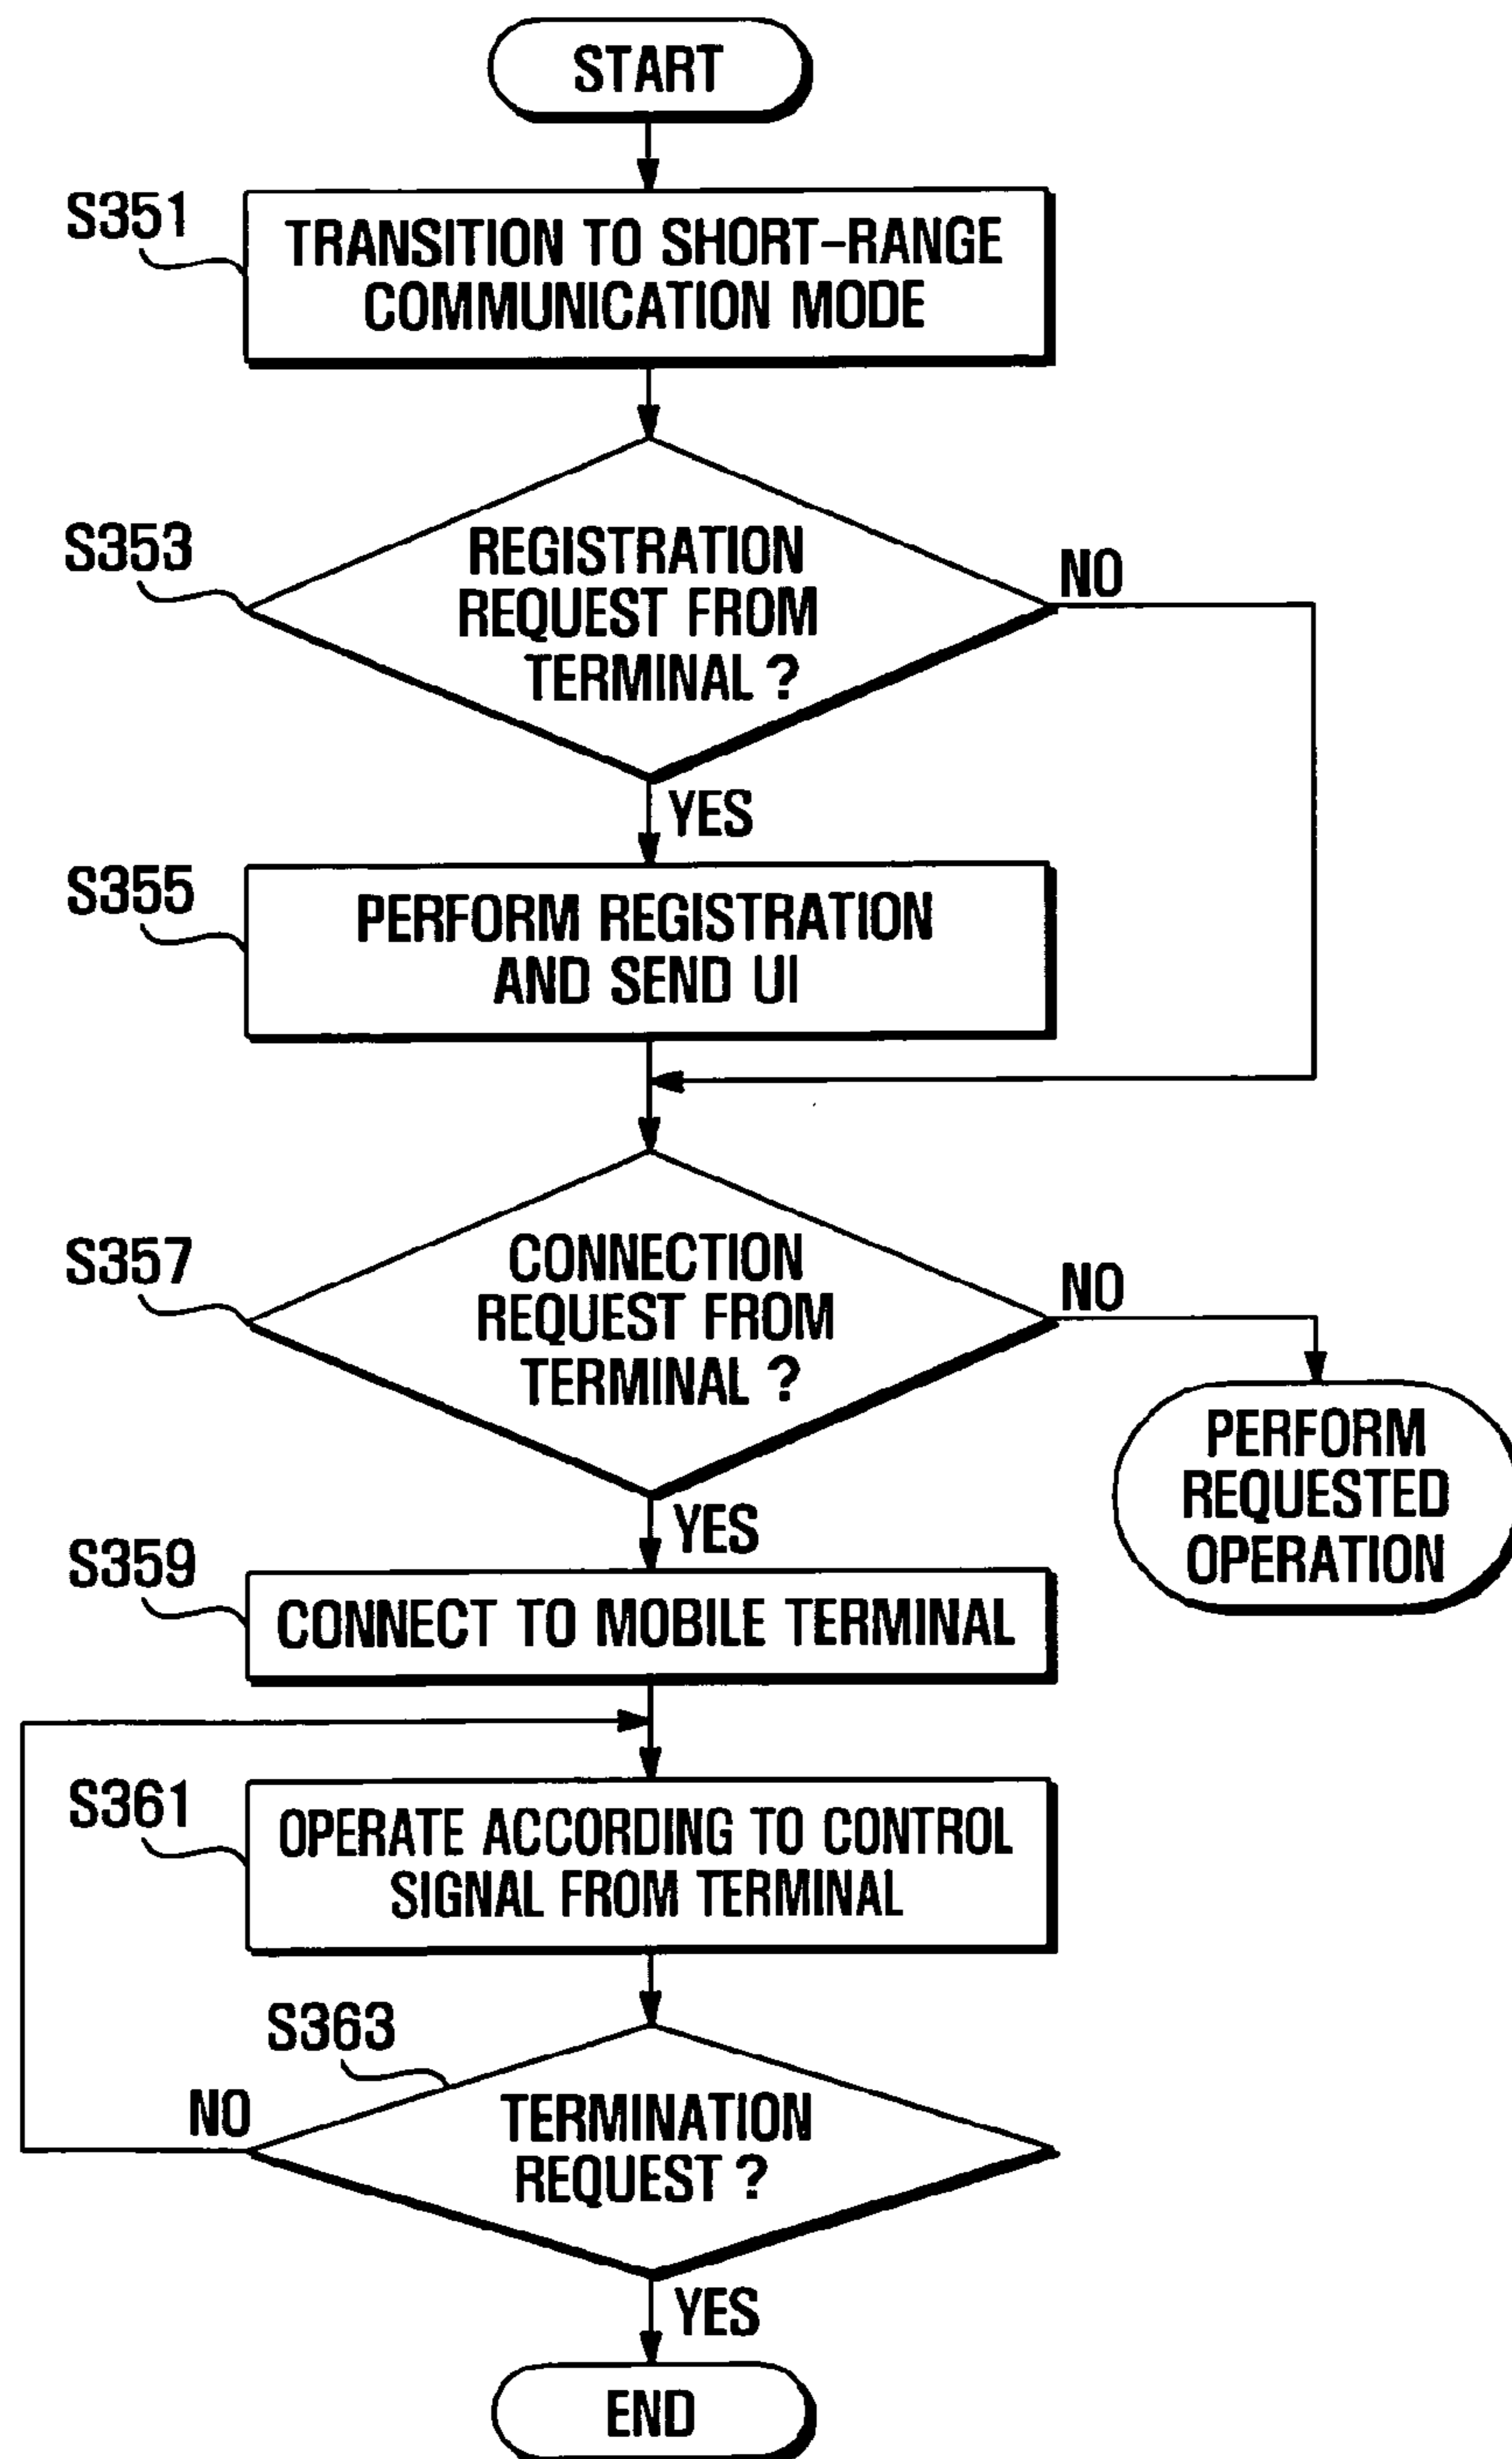 START
S351
TRANSITION TO SHORT-RANGE
COMMUNICATION MODE
S353
REGISTRATION
REQUEST FROM
TERMINAL ?
NO
YES
S355
PERFORM REGISTRATION
AND SEND UI
S357
CONNECTION
REQUEST FROM
TERMINAL ?
NO
PERFORM
REQUESTED
OPERATION
YES
S359
CONNECT TO MOBILE TERMINAL
S361
OPERATE ACCORDING TO CONTROL
SIGNAL FROM TERMINAL
S363
NO
TERMINATION
REQUEST ?
YES
END